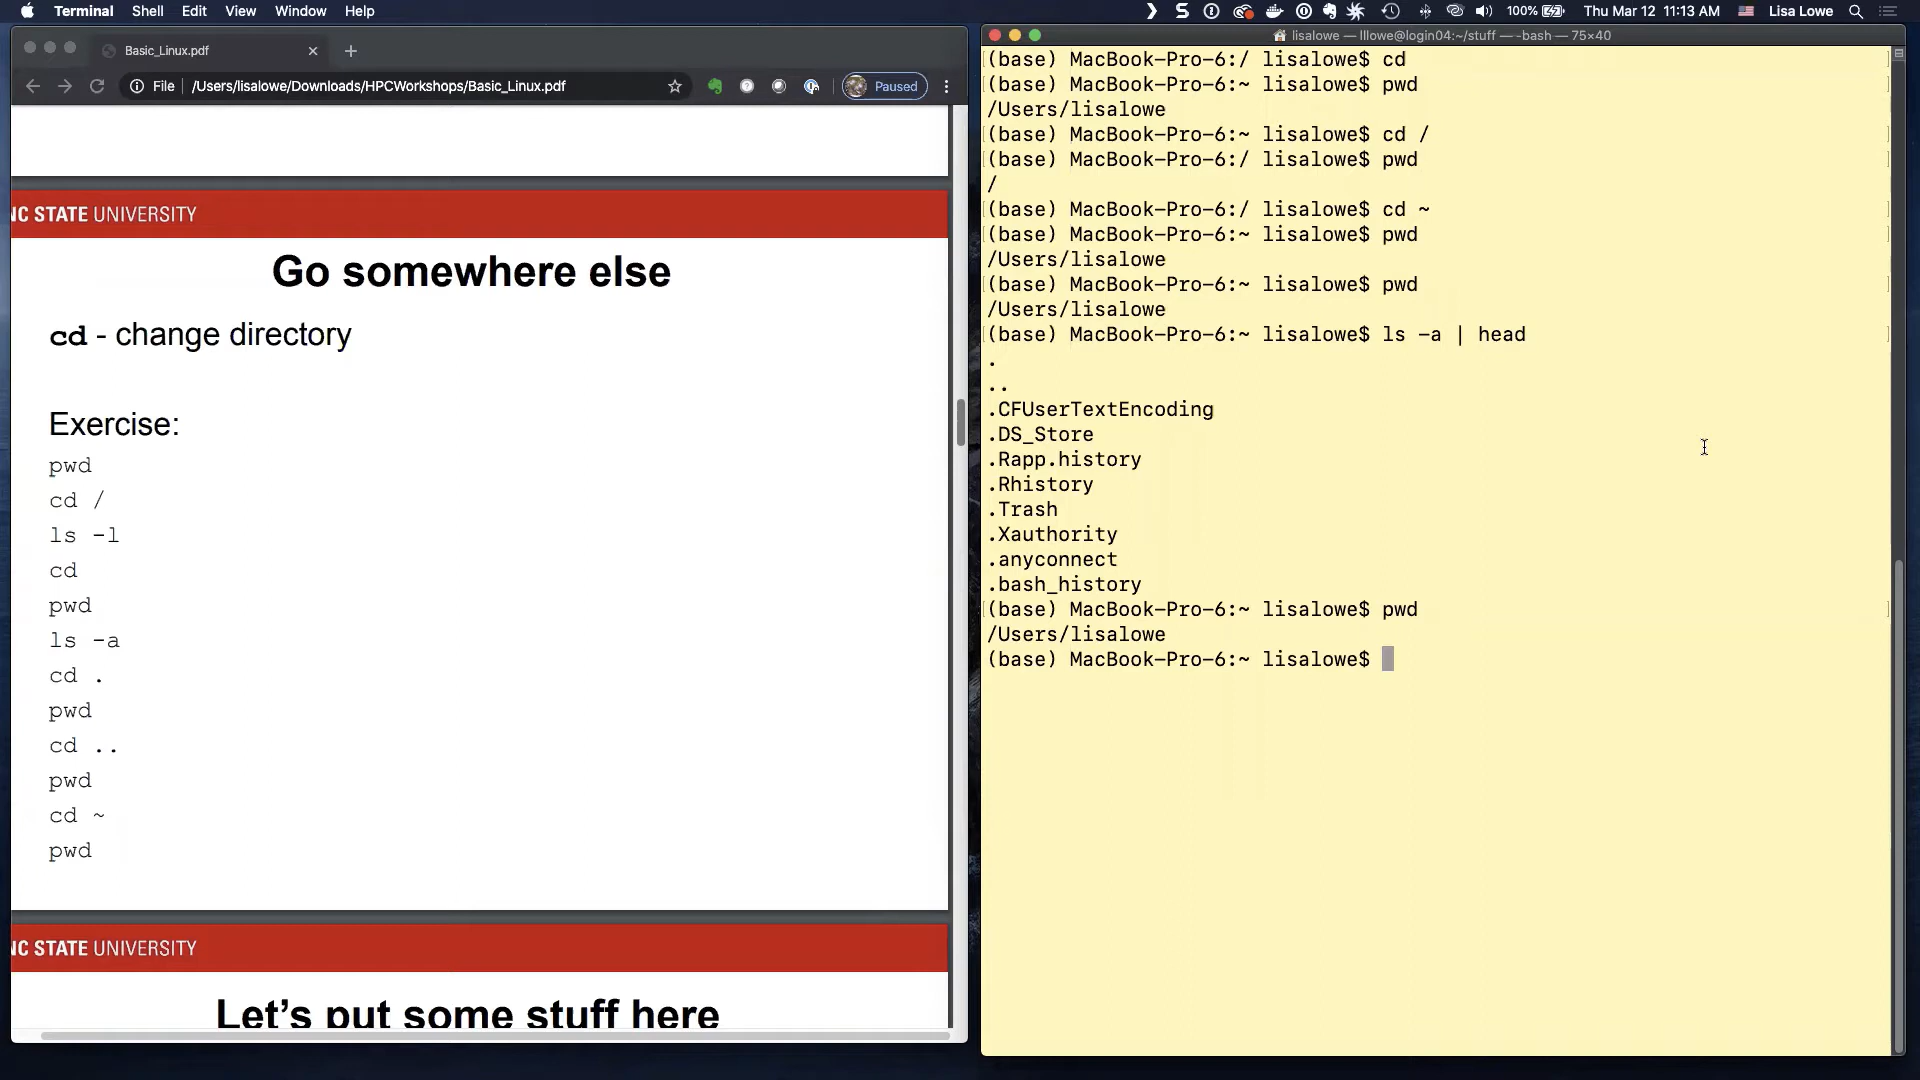 Terminal Shell Edit View Window Help 100% Thu Mar 12 11:13 AM Lisa Lowe
Basic_Linux.pdf
File /Users/lisalowe/Downloads/HPCWorkshops/Basic_Linux.pdf Paused
NC STATE UNIVERSITY
Go somewhere else
cd - change directory
Exercise:
pwd
cd /
ls -l
cd
pwd
ls -a
cd .
pwd
cd ..
pwd
cd ~
pwd
NC STATE UNIVERSITY
Let's put some stuff here
lisalowe — lllowe@login04:~/stuff — -bash — 75×40
(base) MacBook-Pro-6:/ lisalowe$ cd
(base) MacBook-Pro-6:~ lisalowe$ pwd
/Users/lisalowe
(base) MacBook-Pro-6:~ lisalowe$ cd /
(base) MacBook-Pro-6:/ lisalowe$ pwd
/
(base) MacBook-Pro-6:/ lisalowe$ cd ~
(base) MacBook-Pro-6:~ lisalowe$ pwd
/Users/lisalowe
(base) MacBook-Pro-6:~ lisalowe$ pwd
/Users/lisalowe
(base) MacBook-Pro-6:~ lisalowe$ ls -a | head
.
..
.CFUserTextEncoding
.DS_Store
.Rapp.history
.Rhistory
.Trash
.Xauthority
.anyconnect
.bash_history
(base) MacBook-Pro-6:~ lisalowe$ pwd
/Users/lisalowe
(base) MacBook-Pro-6:~ lisalowe$